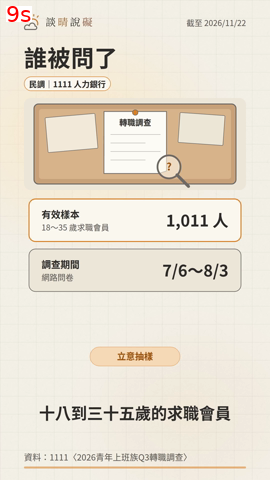 9s
談晴說礙
截至 2026/11/22
誰被問了
民調｜1111 人力銀行
轉職調查
?
有效樣本
18～35 歲求職會員
1,011 人
調查期間
網路問卷
7/6～8/3
立意抽樣
十八到三十五歲的求職會員
資料：1111〈2026青年上班族Q3轉職調查〉